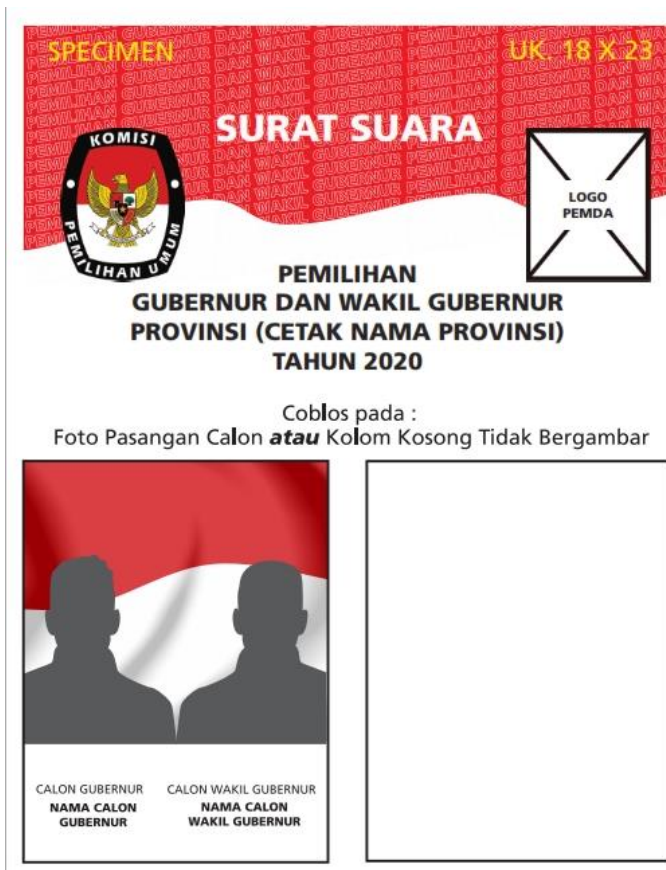 SPECIMEN
UK. 18 X 23
SURAT SUARA
KOMISI
PEMILIHAN UMUM
LOGO
PEMDA
PEMILIHAN
GUBERNUR DAN WAKIL GUBERNUR
PROVINSI (CETAK NAMA PROVINSI)
TAHUN 2020
Coblos pada :
Foto Pasangan Calon atau Kolom Kosong Tidak Bergambar
CALON GUBERNUR
NAMA CALON
GUBERNUR
CALON WAKIL GUBERNUR
NAMA CALON
WAKIL GUBERNUR